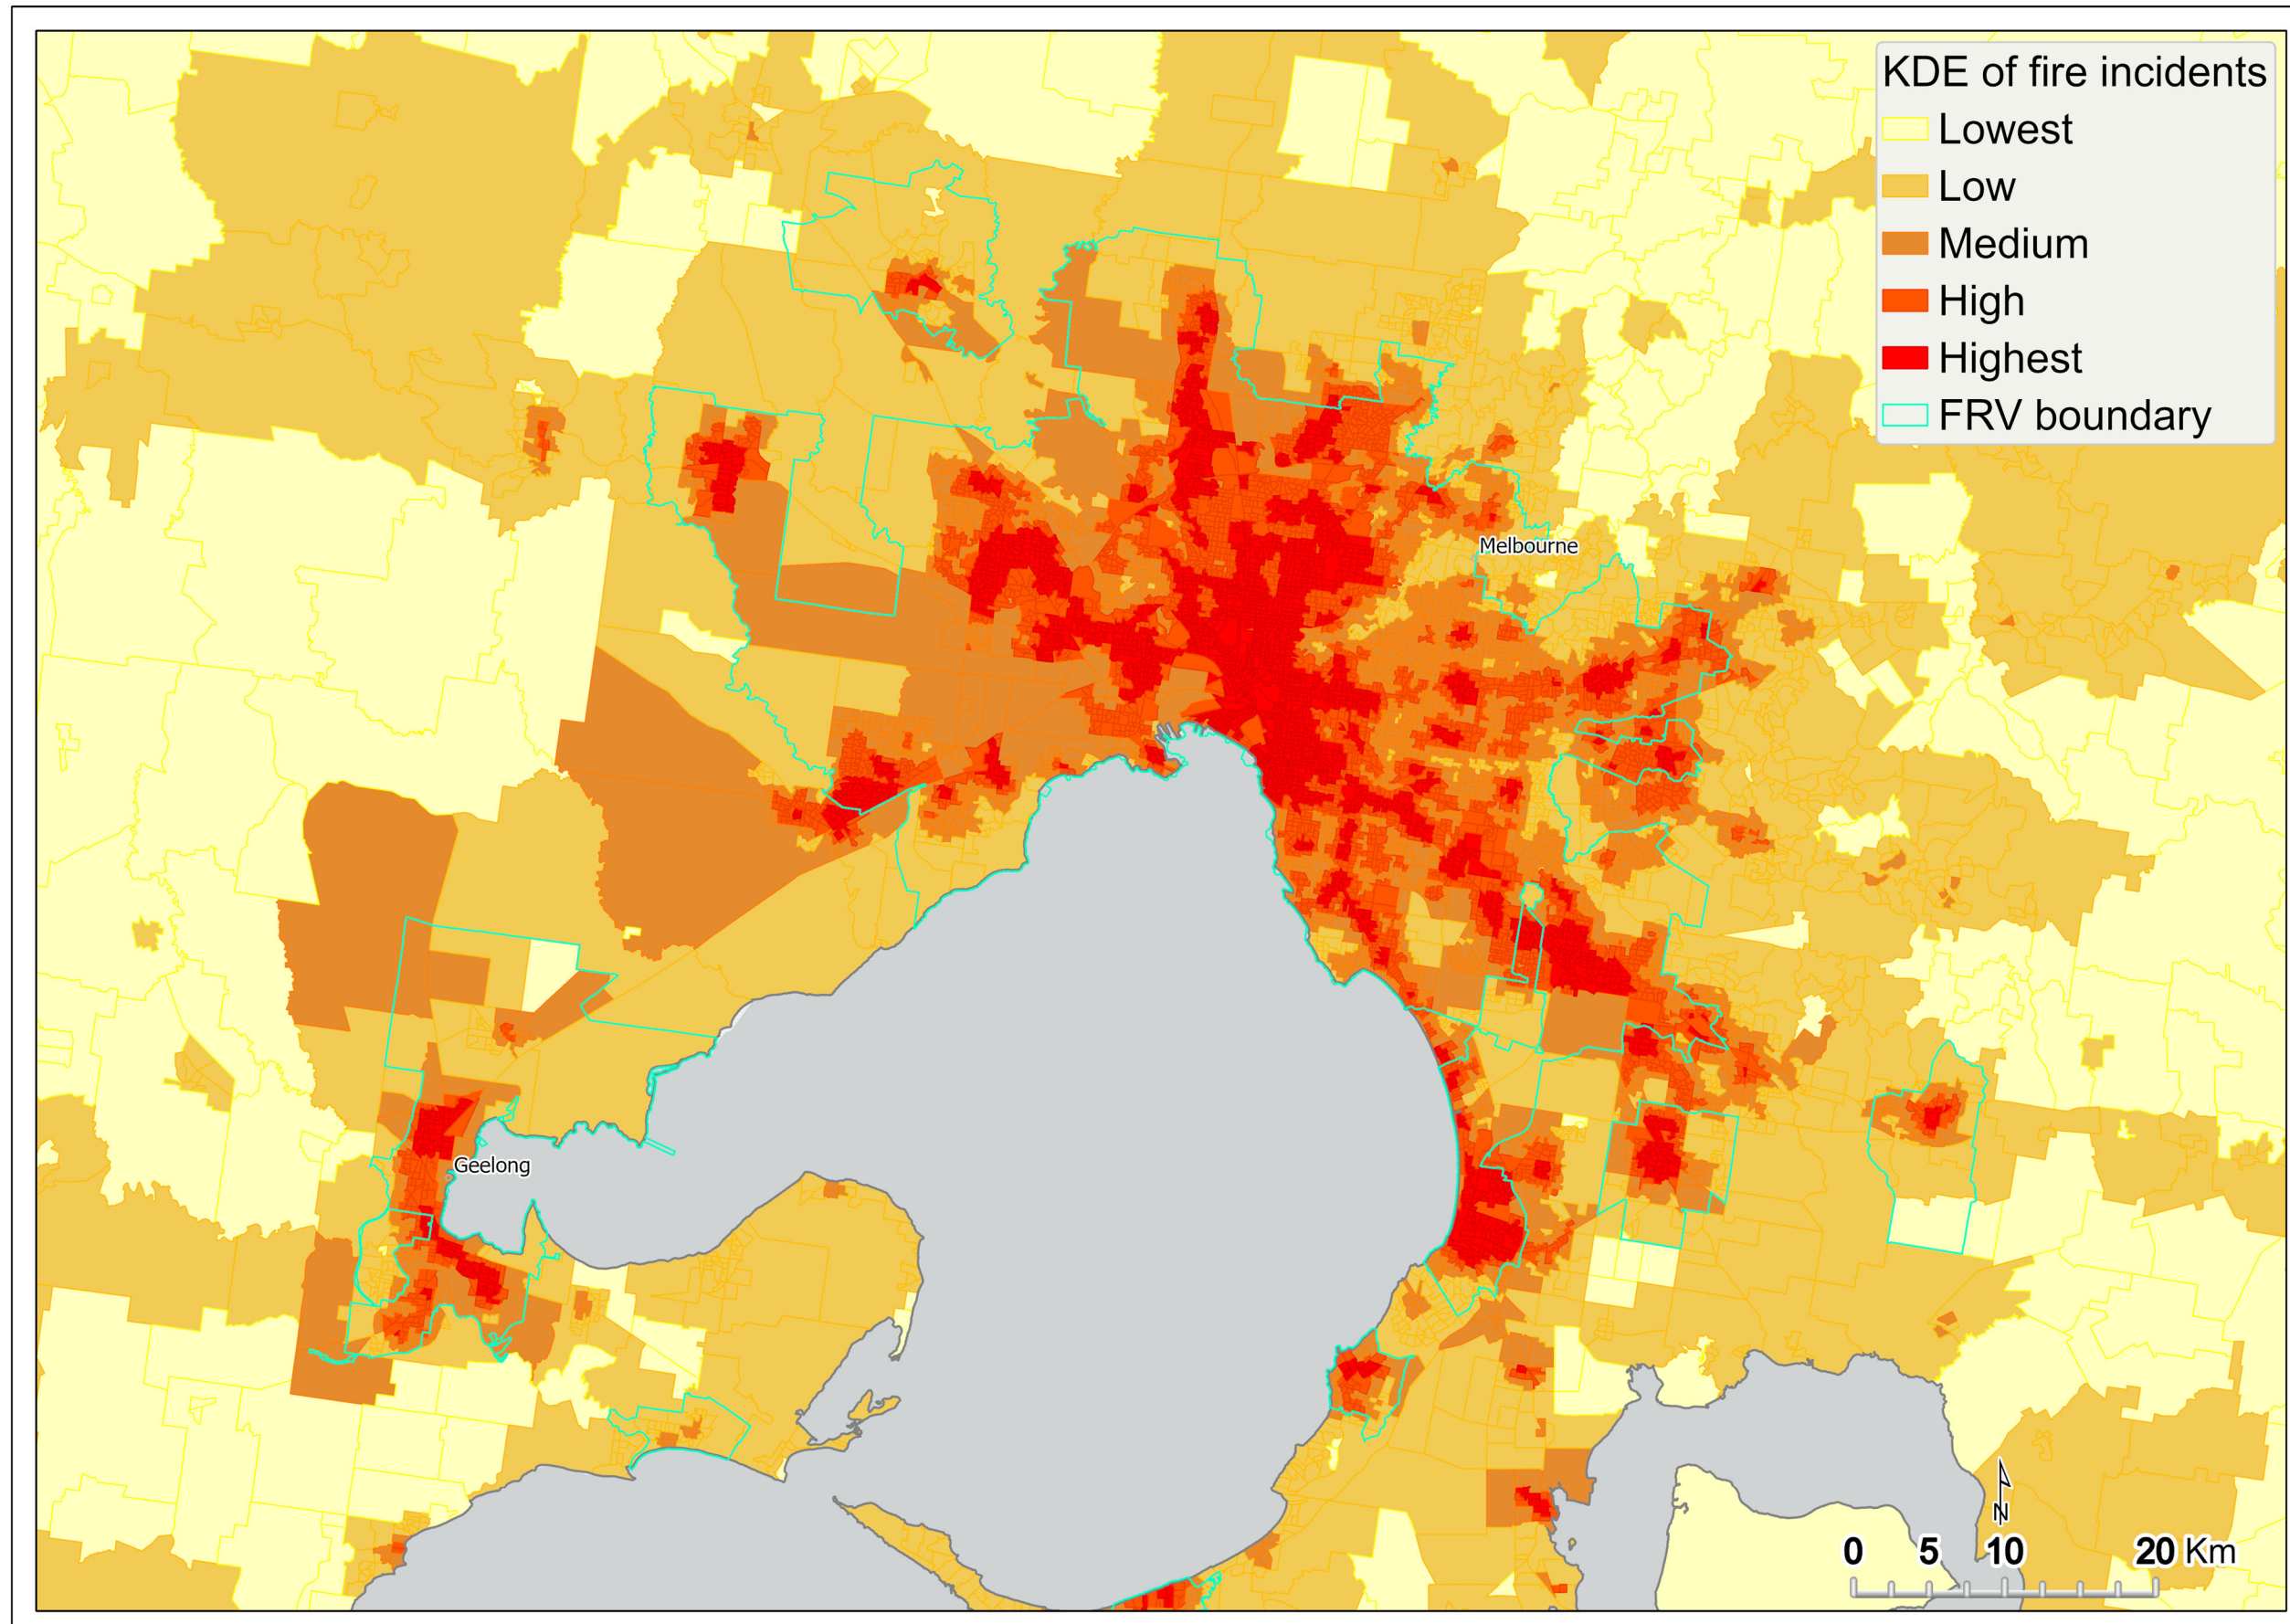 KDE of fire incidents
Lowest
Low
Medium
High
Highest
FRV boundary
Melbourne
Geelong
N
0 5 10 20 Km